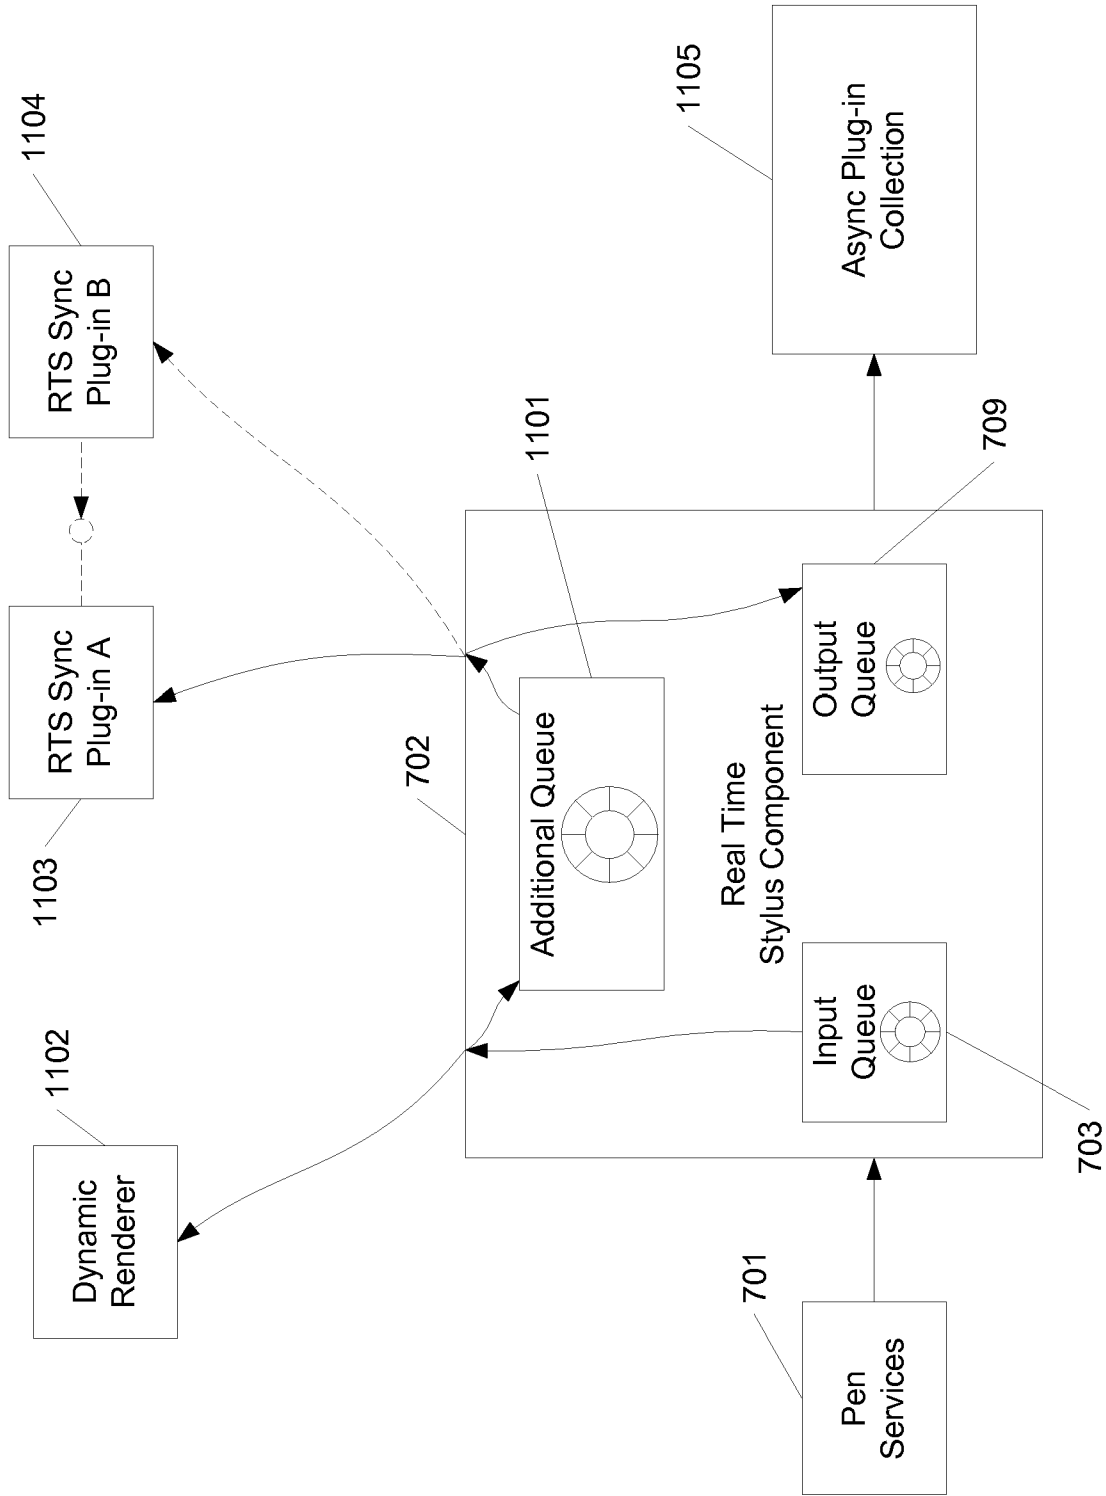 1102
Dynamic
Renderer
1103
RTS Sync
Plug-in A
1104
RTS Sync
Plug-in B
702
1101
Additional Queue
Real Time
Stylus Component
701
Pen
Services
Input
Queue
703
Output
Queue
709
1105
Async Plug-in
Collection